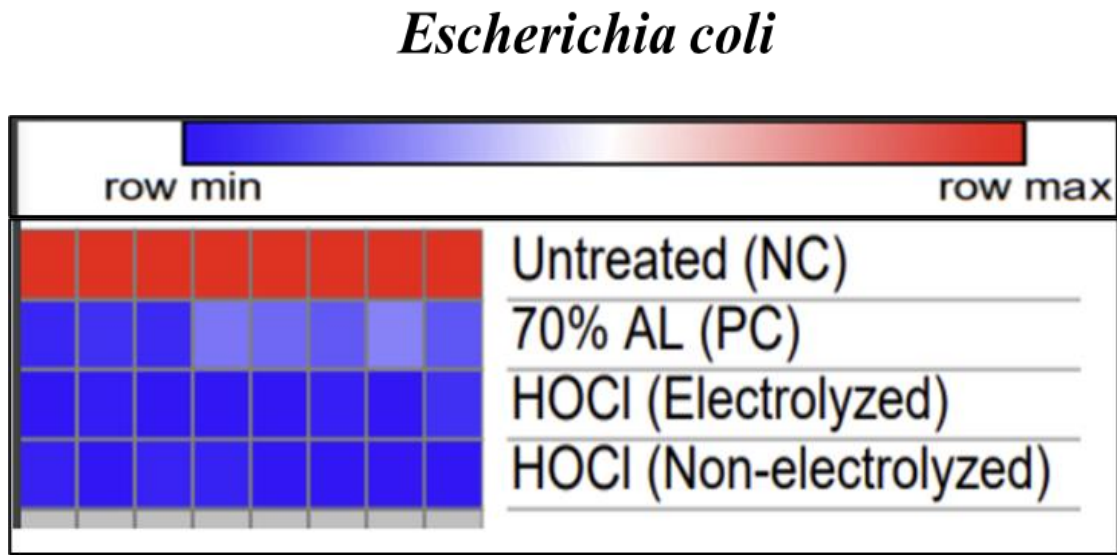 Escherichia coli
row min row max
Untreated (NC)
70% AL (PC)
HOCl (Electrolyzed)
HOCl (Non-electrolyzed)